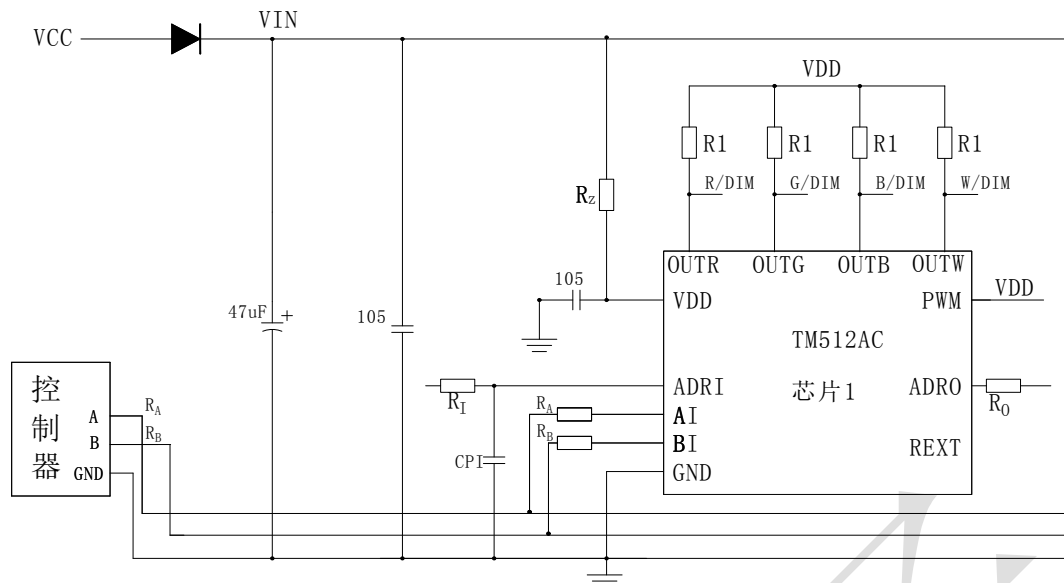 VIN
VCC
VDD
R1
R1
R1
R1
R/DIM
G/DIM
B/DIM
W/DIM
RZ
OUTR
OUTG
OUTB
OUTW
105
VDD
PWM
VDD
47uF
+
105
TM512AC
控制器
ADRI
芯片1
ADRO
RI
RO
A
RA
RA
AI
B
RB
RB
BI
REXT
GND
CPI
GND